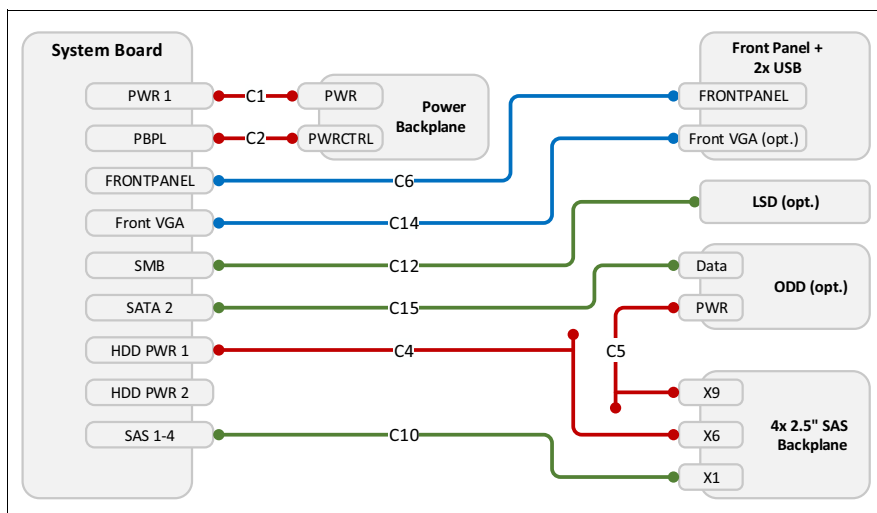 System Board
PWR 1
PBPL
FRONTPANEL
Front VGA
SMB
SATA 2
HDD PWR 1
HDD PWR 2
SAS 1-4
C1
C2
PWR
PWRCTRL
Power
Backplane
C6
C14
C12
C15
C4
C5
C10
Front Panel +
2x USB
FRONTPANEL
Front VGA (opt.)
LSD (opt.)
Data
PWR
ODD (opt.)
X9
X6
X1
4x 2.5" SAS
Backplane